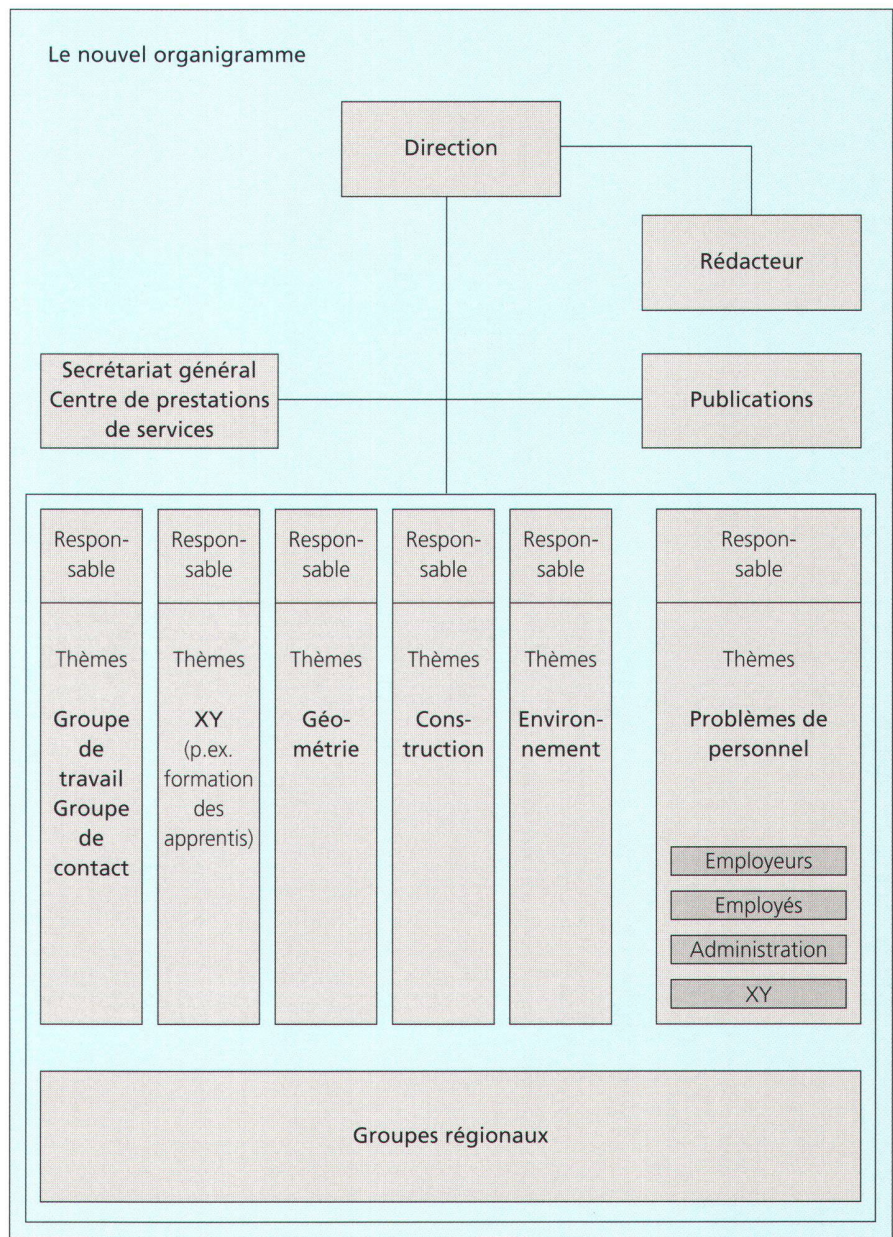 Le nouvel organigramme
Direction
Rédacteur
Secrétariat général
Centre de prestations
de services
Publications
Respon-
sable
Thèmes
Groupe
de
travail
Groupe
de
contact
Respon-
sable
Thèmes
XY
(p.ex.
formation
des
apprentis)
Respon-
sable
Thèmes
Géo-
métrie
Respon-
sable
Thèmes
Cons-
truction
Respon-
sable
Thèmes
Environ-
nement
Respon-
sable
Thèmes
Problèmes de
personnel
Employeurs
Employés
Administration
XY
Groupes régionaux